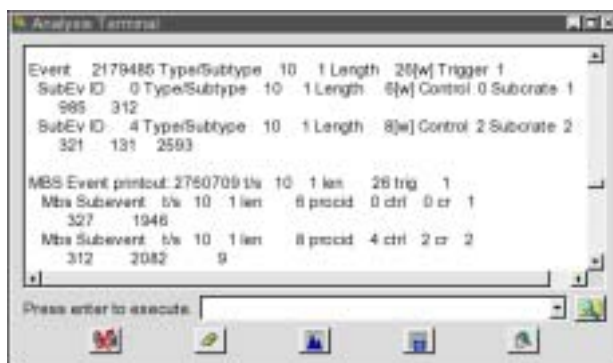 Analysis Terminal
Event 2179485 Type/Subtype 10 1 Length 26[w] Trigger 1
SubEv ID 0 Type/Subtype 10 1 Length 6[w] Control 0 Subcrate 1
985 312
SubEv ID 4 Type/Subtype 10 1 Length 8[w] Control 2 Subcrate 2
321 131 2593
MBS Event printout: 2760709 t/s 10 1 len 26 trig 1
Mbs Subevent t/s 10 1 len 6 procid 0 ctrl 0 cr 1
327 1946
Mbs Subevent t/s 10 1 len 8 procid 4 ctrl 2 cr 2
312 2082 9
Press enter to execute.